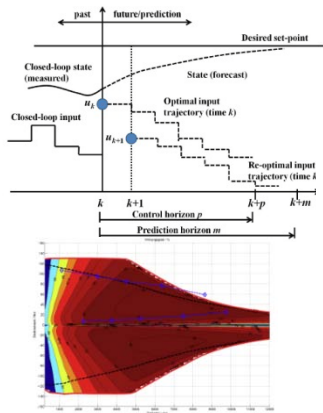 past future/prediction
Desired set-point
Closed-loop state
(measured)
State (forecast)
u_k
Optimal input
trajectory (time k)
Closed-loop input
u_{k+1}
Re-optimal input
trajectory (time k
k k+1 k+p k+m
Control horizon p
Prediction horizon m